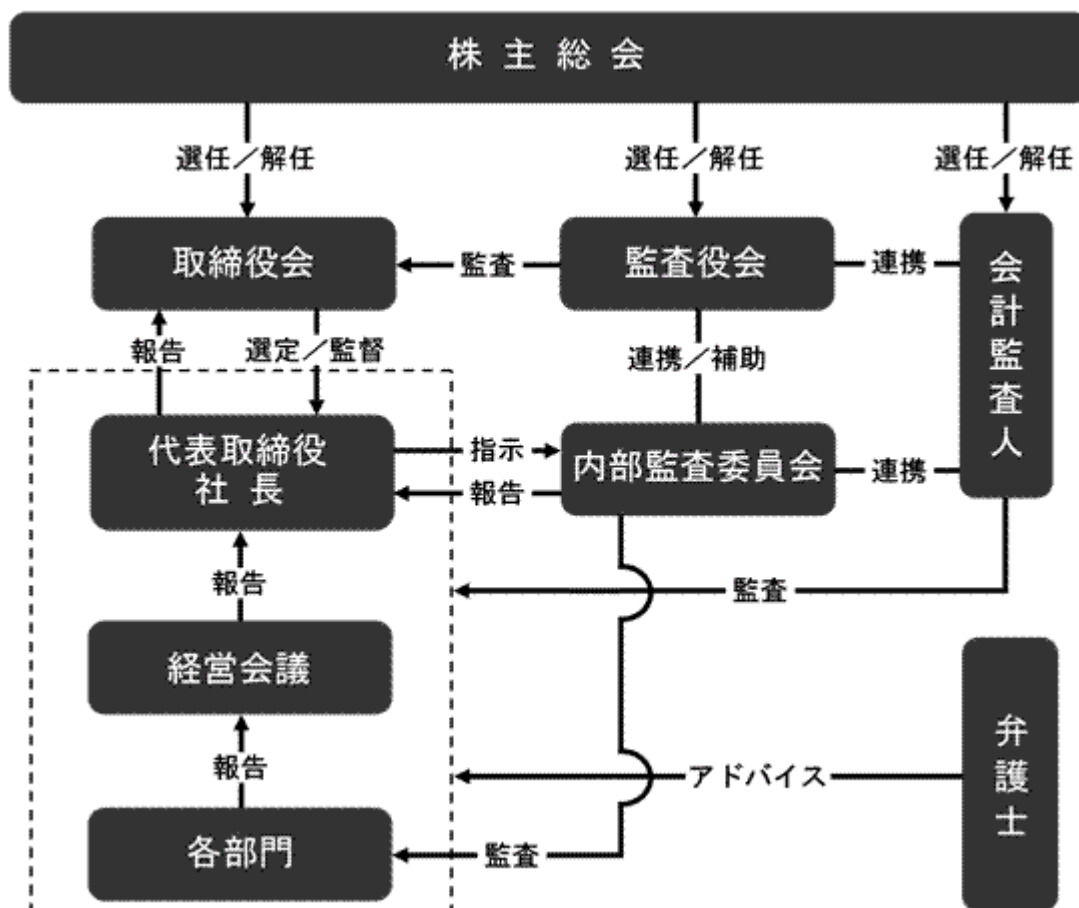 株主総会
選任／解任
選任／解任
選任／解任
取締役会
監査
監査役会
連携
会計監査人
報告
選定／監督
連携／補助
代表取締役
社長
指示
報告
内部監査委員会
連携
報告
監査
経営会議
報告
アドバイス
弁護士
各部門
監査